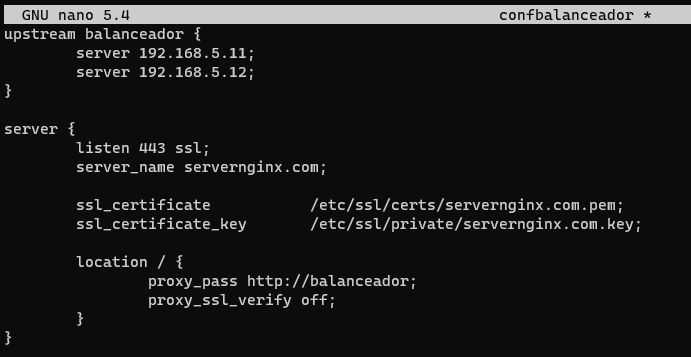 GNU nano 5.4 confbalanceador *
upstream balanceador {
        server 192.168.5.11;
        server 192.168.5.12;
}

server {
        listen 443 ssl;
        server_name servernginx.com;

        ssl_certificate           /etc/ssl/certs/servernginx.com.pem;
        ssl_certificate_key       /etc/ssl/private/servernginx.com.key;

        location / {
                proxy_pass http://balanceador;
                proxy_ssl_verify off;
        }
}